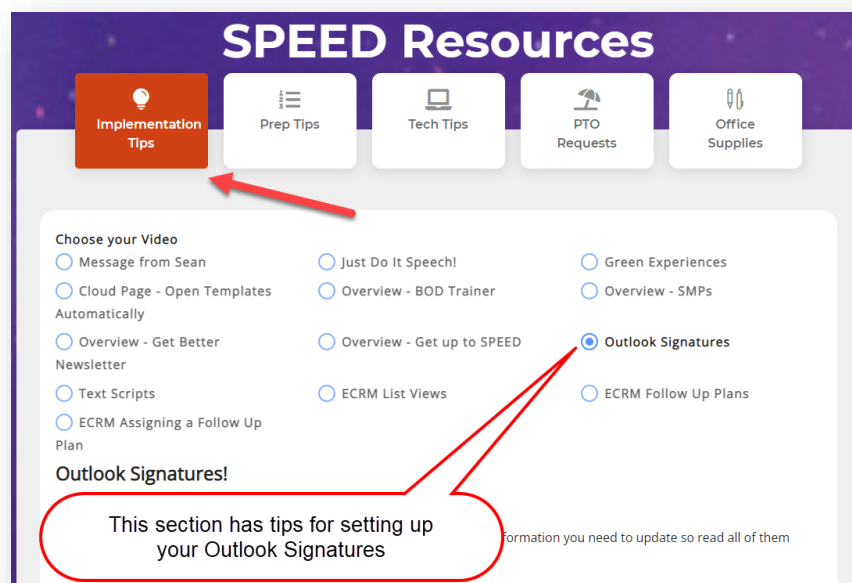 SPEED Resources
Implementation
Tips
Prep Tips
Tech Tips
PTO
Requests
Office
Supplies
Choose your Video
Message from Sean
Just Do It Speech!
Green Experiences
Cloud Page - Open Templates
Automatically
Overview - BOD Trainer
Overview - SMPs
Overview - Get Better
Newsletter
Overview - Get up to SPEED
Outlook Signatures
Text Scripts
ECRM List Views
ECRM Follow Up Plans
ECRM Assigning a Follow Up
Plan
Outlook Signatures!
This section has tips for setting up
your Outlook Signatures
formation you need to update so read all of them